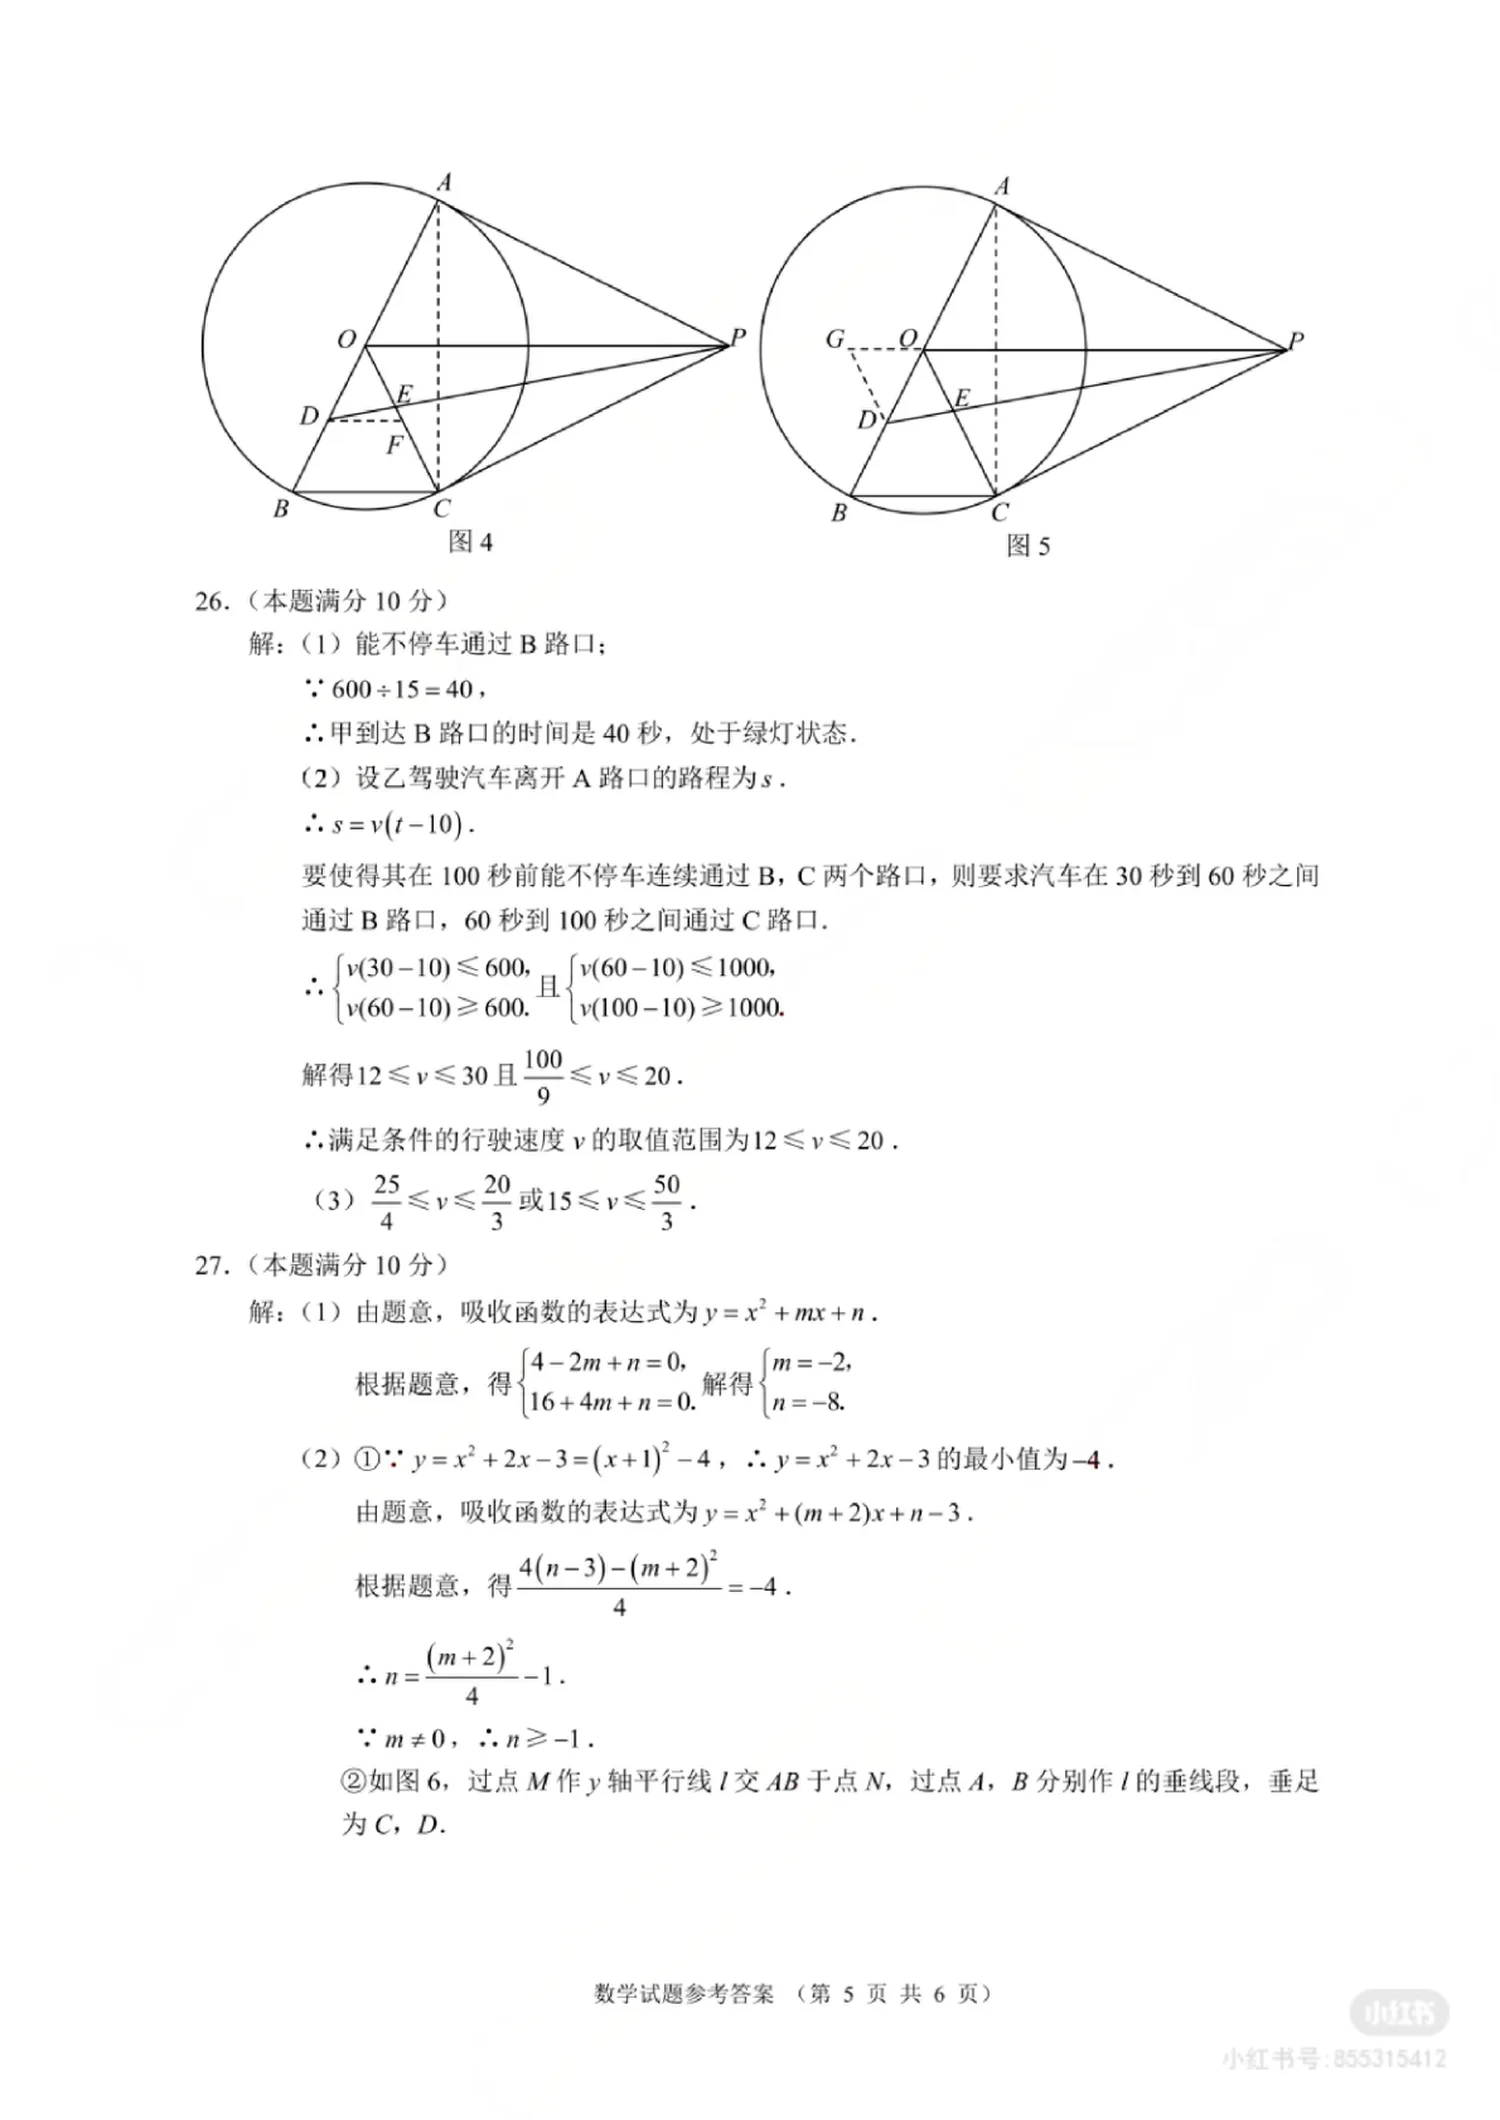 A
O
P
D
E
F
B
C
图 4
A
G
O
P
D
E
B
C
图 5
26.（本题满分 10 分）
解：（1）能不停车通过 B 路口；
∵ 600 ÷ 15 = 40，
∴ 甲到达 B 路口的时间是 40 秒，处于绿灯状态．
（2）设乙驾驶汽车离开 A 路口的路程为 s．
∴ s = v(t − 10)．
要使得其在 100 秒前能不停车连续通过 B，C 两个路口，则要求汽车在 30 秒到 60 秒之间
通过 B 路口，60 秒到 100 秒之间通过 C 路口．
∴ {v(30 − 10) ≤ 600, v(60 − 10) ≥ 600. 且 {v(60 − 10) ≤ 1000, v(100 − 10) ≥ 1000.
解得 12 ≤ v ≤ 30 且 100/9 ≤ v ≤ 20．
∴ 满足条件的行驶速度 v 的取值范围为 12 ≤ v ≤ 20．
（3）25/4 ≤ v ≤ 20/3 或 15 ≤ v ≤ 50/3．
27.（本题满分 10 分）
解：（1）由题意，吸收函数的表达式为 y = x² + mx + n．
根据题意，得 {4 − 2m + n = 0, 16 + 4m + n = 0. 解得 {m = −2, n = −8.
（2）①∵ y = x² + 2x − 3 = (x + 1)² − 4，∴ y = x² + 2x − 3 的最小值为 −4．
由题意，吸收函数的表达式为 y = x² + (m + 2)x + n − 3．
根据题意，得 (4(n − 3) − (m + 2)²)/4 = −4．
∴ n = (m + 2)²/4 − 1．
∵ m ≠ 0，∴ n ≥ −1．
②如图 6，过点 M 作 y 轴平行线 l 交 AB 于点 N，过点 A，B 分别作 l 的垂线段，垂足
为 C，D．
数学试题参考答案 （第 5 页 共 6 页）
小红书
小红书号:855315412